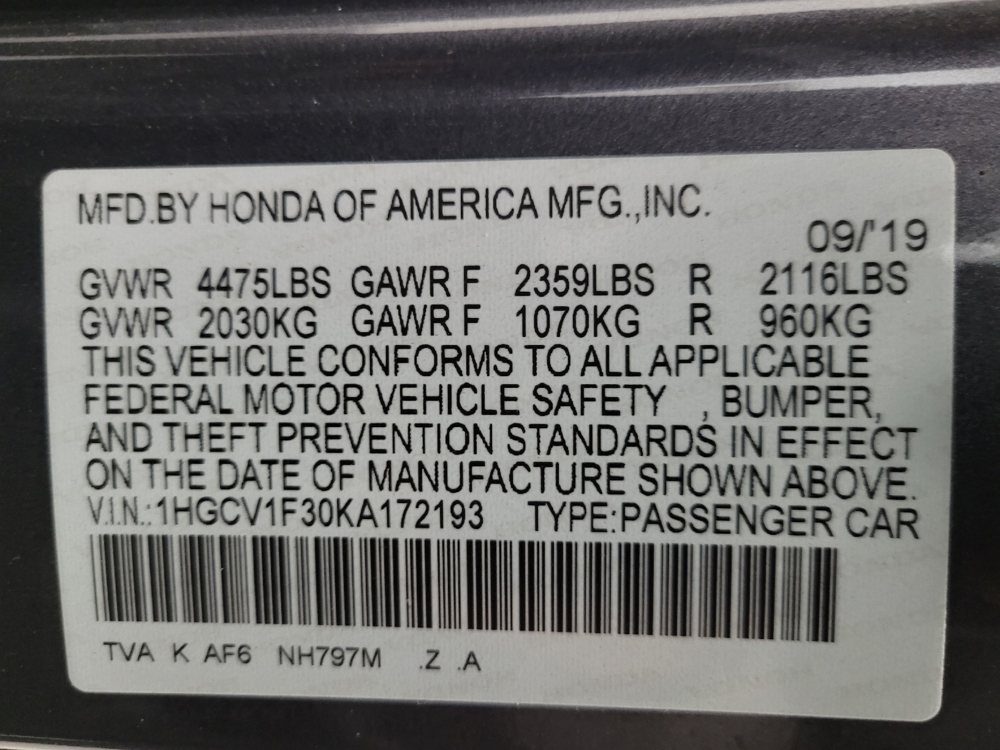 MFD.BY HONDA OF AMERICA MFG.,INC.
09/'19
GVWR 4475LBS GAWR F 2359LBS R 2116LBS
GVWR 2030KG GAWR F 1070KG R 960KG
THIS VEHICLE CONFORMS TO ALL APPLICABLE
FEDERAL MOTOR VEHICLE SAFETY , BUMPER,
AND THEFT PREVENTION STANDARDS IN EFFECT
ON THE DATE OF MANUFACTURE SHOWN ABOVE.
V.I.N.:1HGCV1F30KA172193 TYPE:PASSENGER CAR
TVA K AF6 NH797M .Z .A